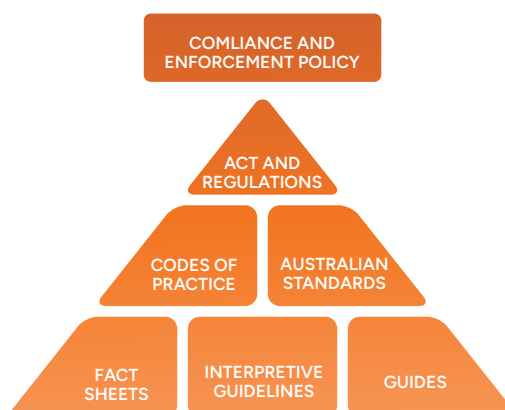 COMLIANCE AND
ENFORCEMENT POLICY
ACT AND
REGULATIONS
CODES OF
PRACTICE
AUSTRALIAN
STANDARDS
FACT
SHEETS
INTERPRETIVE
GUIDELINES
GUIDES